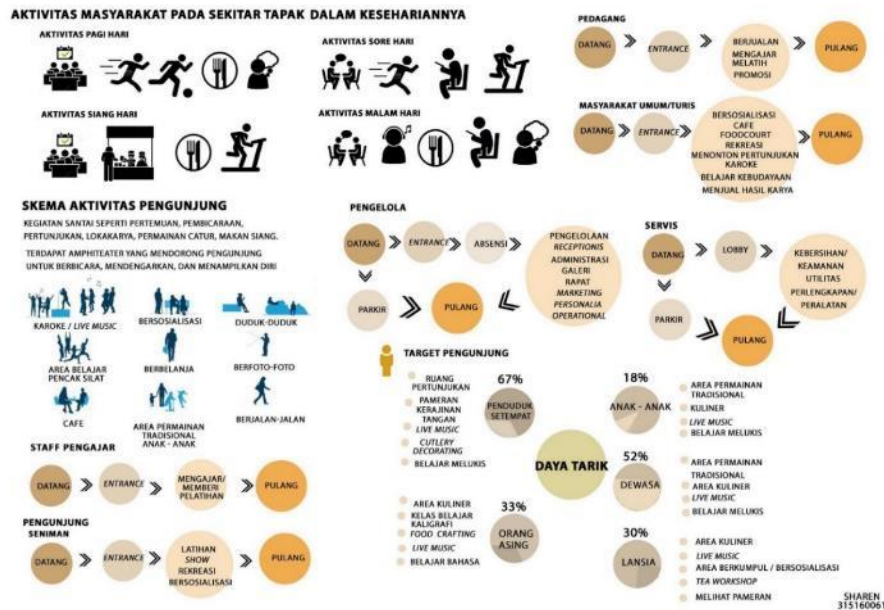 AKTIVITAS MASYARAKAT PADA SEKITAR TAPAK DALAM KESEHARIANNYA
AKTIVITAS PAGI HARI
AKTIVITAS SORE HARI
AKTIVITAS SIANG HARI
AKTIVITAS MALAM HARI
PEDAGANG
DATANG
ENTRANCE
BERJUALAN
MENGAJAR
MELATIH
PROMOSI
PULANG
MASYARAKAT UMUM/TURIS
DATANG
ENTRANCE
BERSOSIALISASI
CAFE
FOODCOURT
REKREASI
MENONTON PERTUNJUKAN
KAROKE
BELAJAR KEBUDAYAAN
MENJUAL HASIL KARYA
PULANG
SKEMA AKTIVITAS PENGUNJUNG
KEGIATAN SANTAI SEPERTI PERTEMUAN, PEMBICARAAN,
PERTUNJUKAN, LOKAKARYA, PERMAINAN CATUR, MAKAN SIANG.
TERDAPAT AMPHITEATER YANG MENDORONG PENGUNJUNG
UNTUK BERBICARA, MENDENGARKAN, DAN MENAMPILKAN DIRI
KAROKE / LIVE MUSIC
BERSOSIALISASI
DUDUK-DUDUK
AREA BELAJAR
PENCAK SILAT
BERBELANJA
BERFOTO-FOTO
CAFE
AREA PERMAINAN
TRADISIONAL
ANAK - ANAK
BERJALAN-JALAN
STAFF PENGAJAR
DATANG
ENTRANCE
MENGAJAR/
MEMBERI
PELATIHAN
PULANG
PENGUNJUNG
SENIMAN
DATANG
ENTRANCE
LATIHAN
SHOW
REKREASI
BERSOSIALISASI
PULANG
PENGELOLA
DATANG
ENTRANCE
ABSENSI
PENGELOLAAN
RECEPTIONIS
ADMINISTRASI
GALERI
RAPAT
MARKETING
PERSONALIA
OPERATIONAL
PARKIR
PULANG
SERVIS
DATANG
LOBBY
KEBERSIHAN/
KEAMANAN
UTILITAS
PERLENGKAPAN/
PERALATAN
PARKIR
PULANG
TARGET PENGUNJUNG
RUANG
PERTUNJUKAN
PAMERAN
KERAJINAN
TANGAN
LIVE MUSIC
CUTLERY
DECORATING
BELAJAR MELUKIS
67%
PENDUDUK
SETEMPAT
AREA KULINER
KELAS BELAJAR
KALIGRAFI
FOOD CRAFTING
LIVE MUSIC
BELAJAR BAHASA
33%
ORANG
ASING
DAYA TARIK
18%
ANAK - ANAK
AREA PERMAINAN
TRADISIONAL
KULINER
LIVE MUSIC
BELAJAR MELUKIS
52%
DEWASA
AREA PERMAINAN
TRADISIONAL
AREA KULINER
LIVE MUSIC
BELAJAR MELUKIS
30%
LANSIA
AREA KULINER
LIVE MUSIC
AREA BERKUMPUL / BERSOSIALISASI
TEA WORKSHOP
MELIHAT PAMERAN
SHAREN
315160061